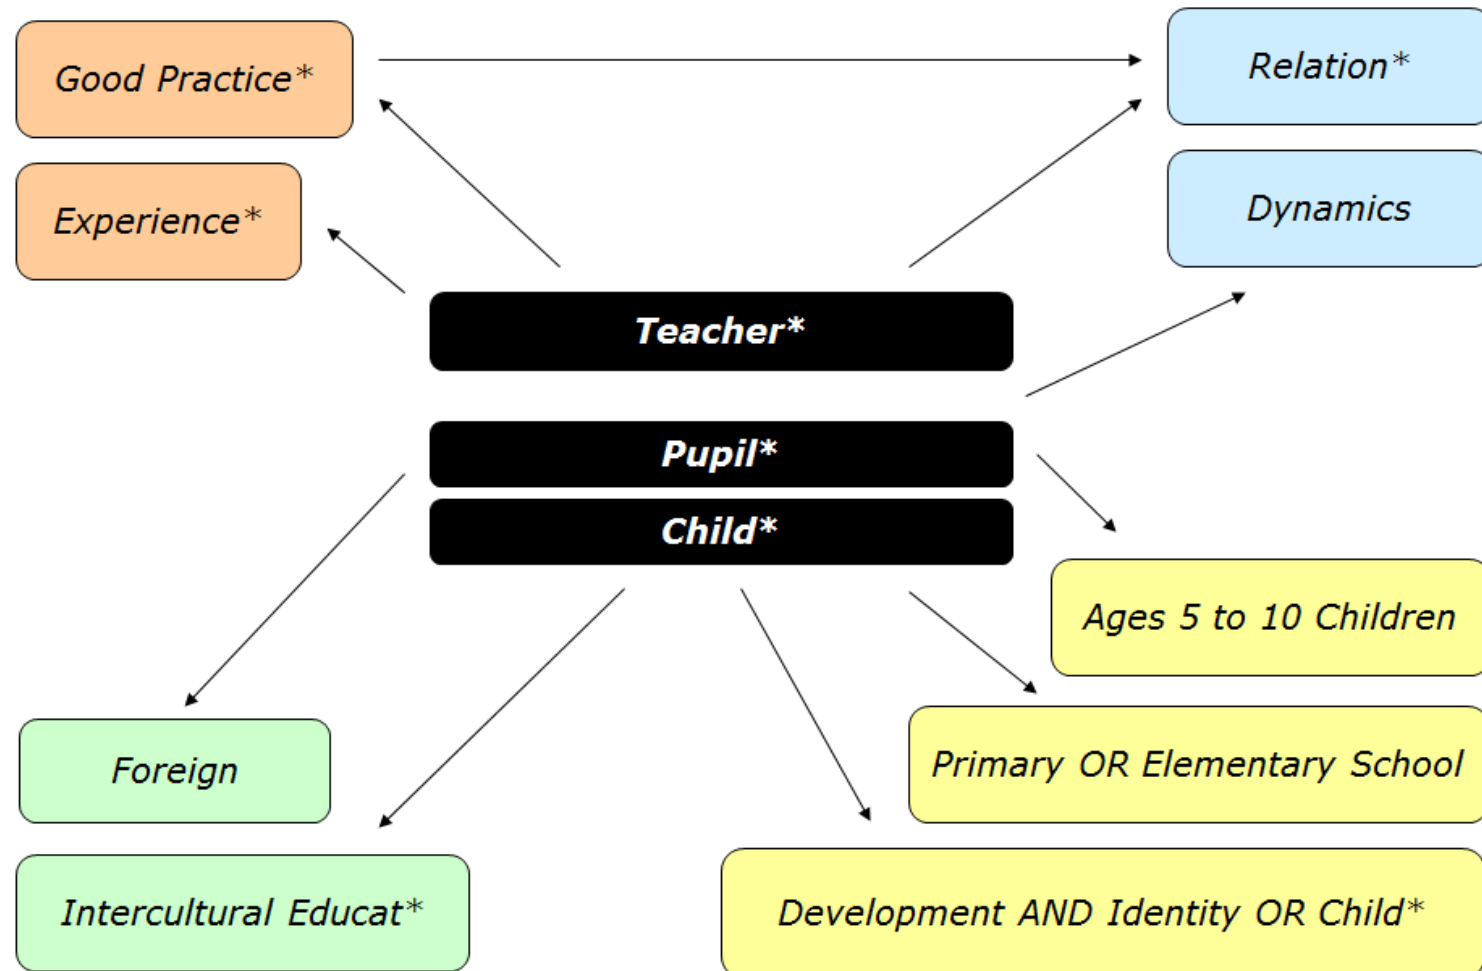 Good Practice*
Relation*
Experience*
Dynamics
Teacher*
Pupil*
Child*
Ages 5 to 10 Children
Foreign
Primary OR Elementary School
Intercultural Educat*
Development AND Identity OR Child*